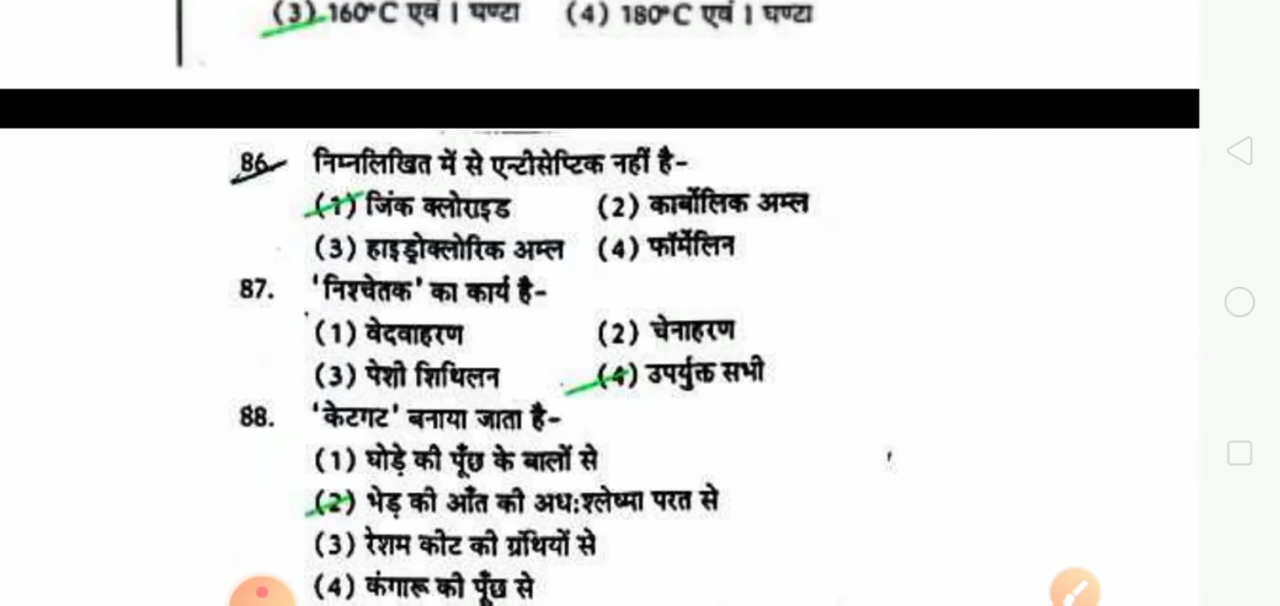 (3) 160°C एवं 1 घण्टा (4) 180°C एवं 1 घण्टा
86. निम्नलिखित में से एन्टीसेप्टिक नहीं है-
(1) जिंक क्लोराइड (2) कार्बोलिक अम्ल
(3) हाइड्रोक्लोरिक अम्ल (4) फॉर्मेलिन
87. 'निश्चेतक' का कार्य है-
(1) वेदवाहरण (2) चेनाहरण
(3) पेशी शिथिलन (4) उपर्युक्त सभी
88. 'केटगट' बनाया जाता है-
(1) घोड़े की पूँछ के बालों से
(2) भेड़ की आँत की अध:श्लेष्मा परत से
(3) रेशम कीट की ग्रंथियों से
(4) कंगारू की पूँछ से